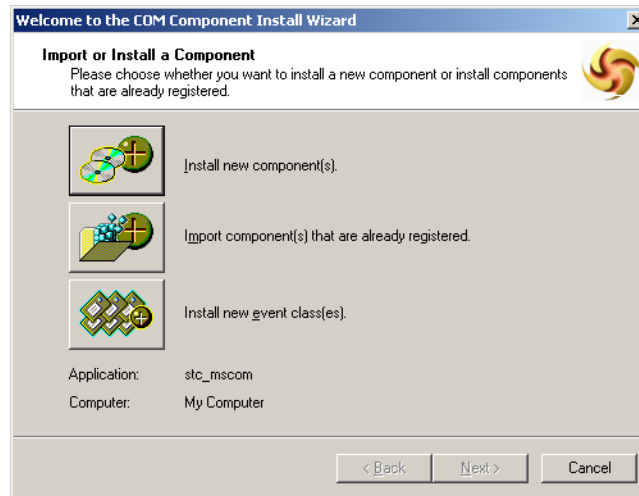 Welcome to the COM Component Install Wizard
Import or Install a Component
Please choose whether you want to install a new component or install components
that are already registered.
Install new component(s).
Import component(s) that are already registered.
Install new event class(es).
Application: stc_mscom
Computer: My Computer
< Back Next > Cancel